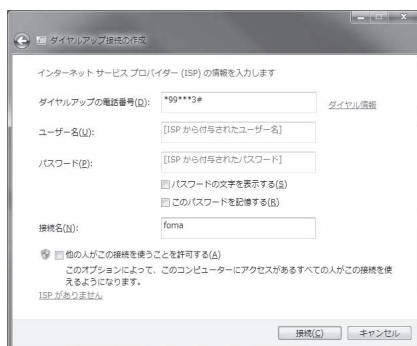 ダイヤルアップ接続の作成
インターネット サービス プロバイダー (ISP) の情報を入力します
ダイヤルアップの電話番号(D): *99***3# ダイヤル情報
ユーザー名(U): [ISP から付与されたユーザー名]
パスワード(P): [ISP から付与されたパスワード]
パスワードの文字を表示する(S)
このパスワードを記憶する(R)
接続名(N): foma
他の人がこの接続を使うことを許可する(A)
このオプションによって、このコンピューターにアクセスがあるすべての人がこの接続を使
えるようになります。
ISP がありません
接続(C) キャンセル